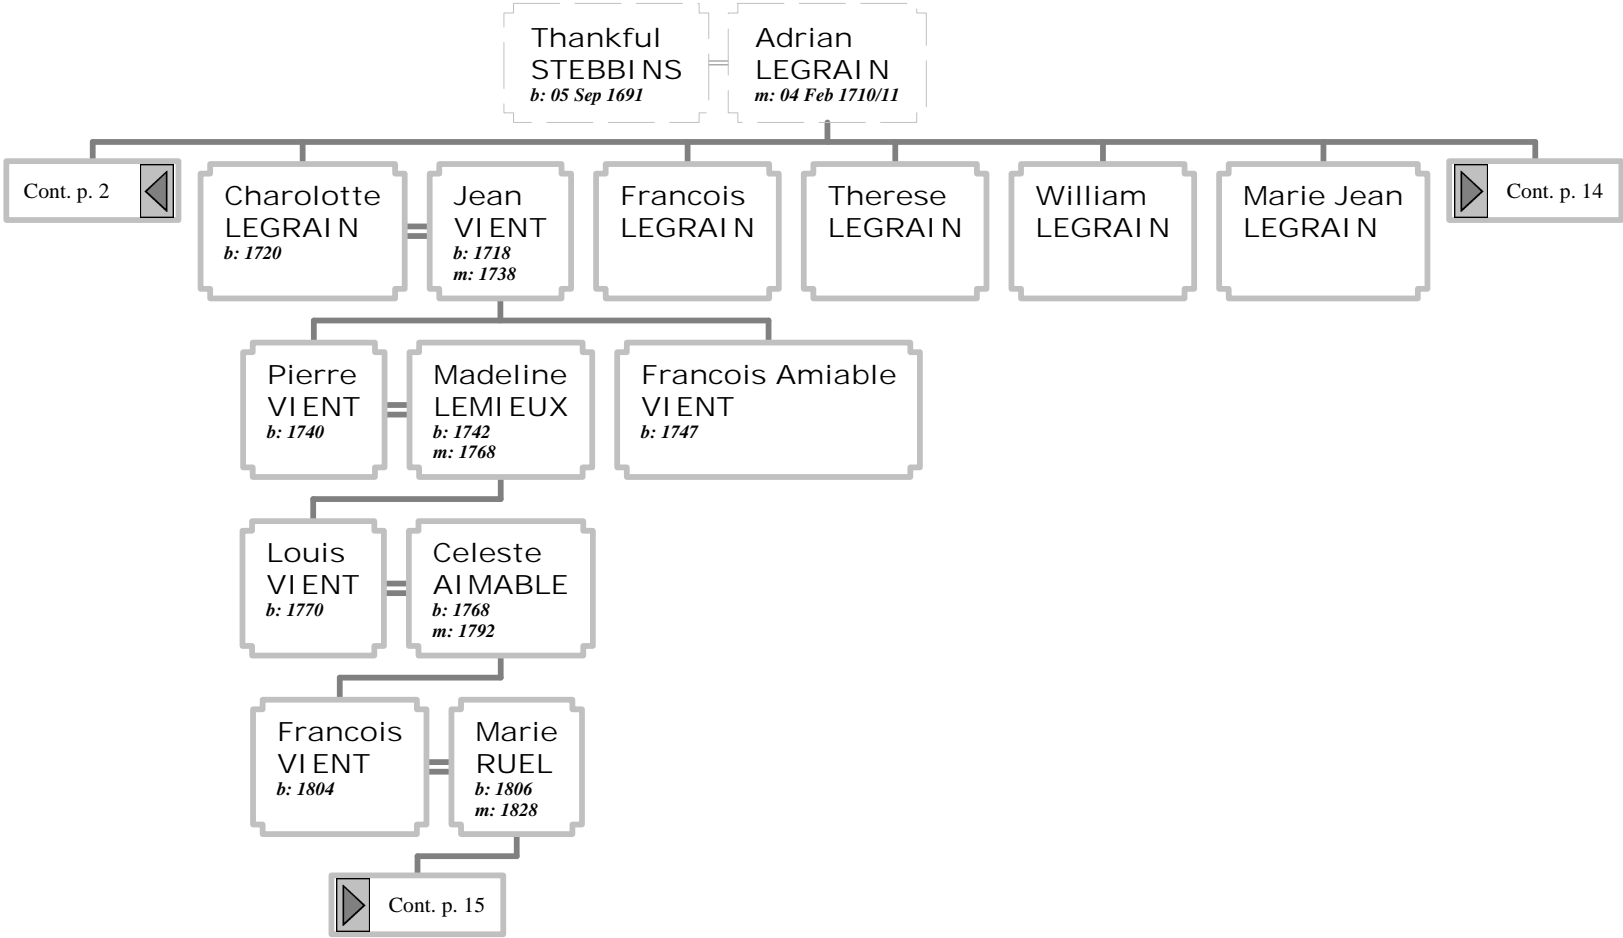 Thankful
STEBBINS
b: 05 Sep 1691
Adrian
LEGRAIN
m: 04 Feb 1710/11
Cont. p. 2
Charolotte
LEGRAIN
b: 1720
Jean
VIENT
b: 1718
m: 1738
Francois
LEGRAIN
Therese
LEGRAIN
William
LEGRAIN
Marie Jean
LEGRAIN
Cont. p. 14
Pierre
VIENT
b: 1740
Madeline
LEMIEUX
b: 1742
m: 1768
Francois Amiable
VIENT
b: 1747
Louis
VIENT
b: 1770
Celeste
AIMABLE
b: 1768
m: 1792
Francois
VIENT
b: 1804
Marie
RUEL
b: 1806
m: 1828
Cont. p. 15